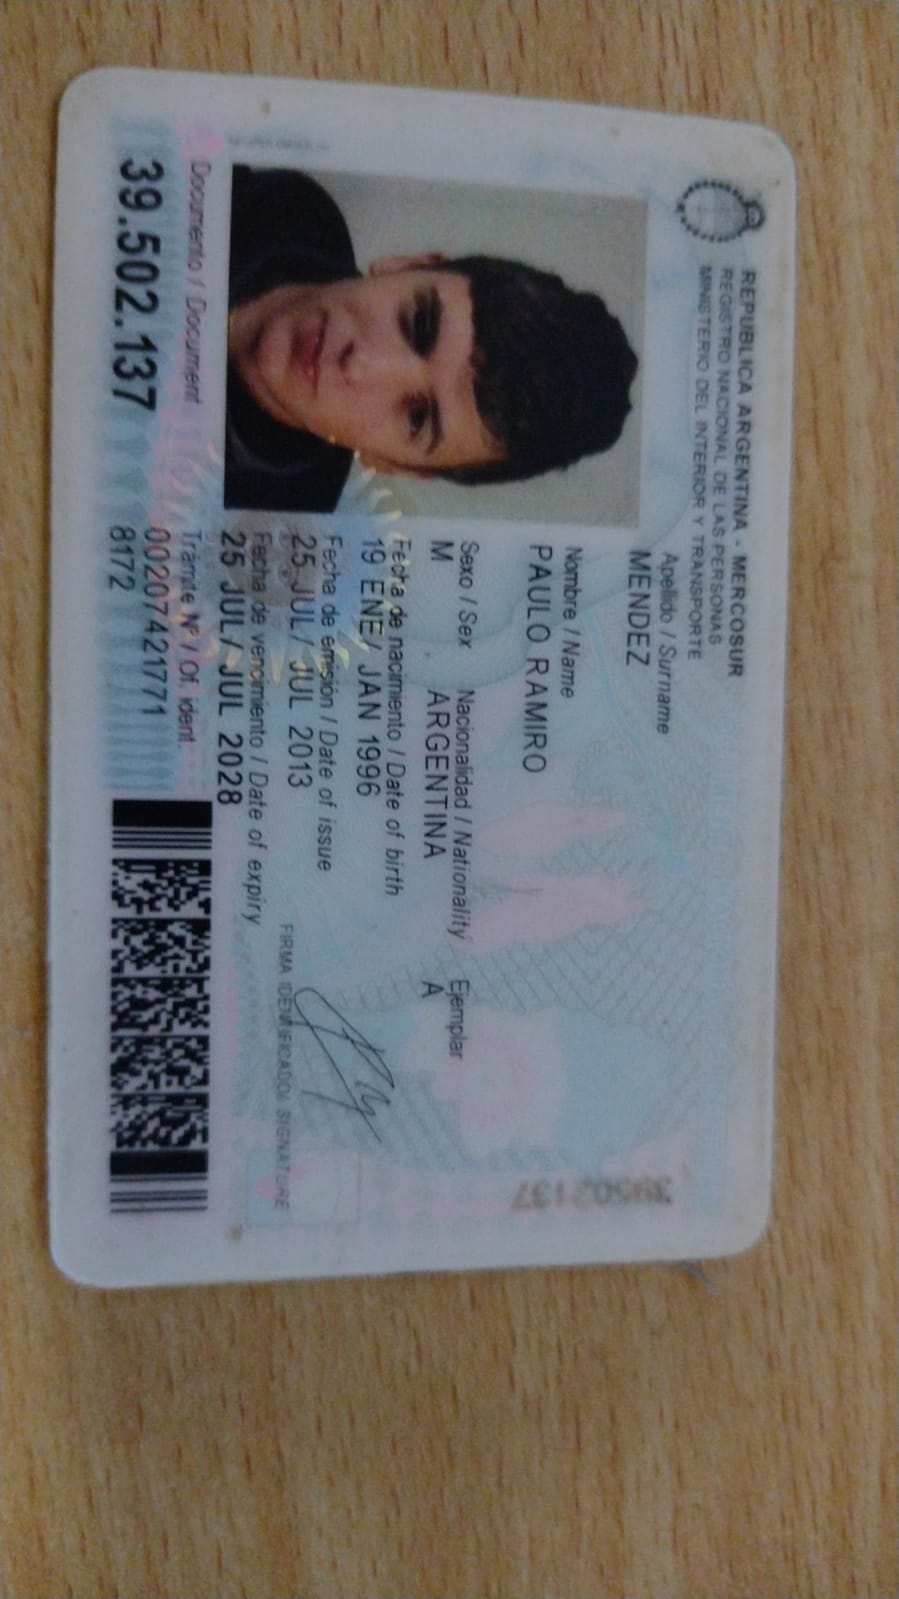 REPUBLICA ARGENTINA - MERCOSUR
REGISTRO NACIONAL DE LAS PERSONAS
MINISTERIO DEL INTERIOR Y TRANSPORTE
Apellido / Surname
MENDEZ
Nombre / Name
PAULO RAMIRO
Sexo / Sex Nacionalidad / Nationality Ejemplar
M ARGENTINA A
Fecha de nacimiento / Date of birth
19 ENE/ JAN 1996
Fecha de emisión / Date of issue
25 JUL/ JUL 2013
FIRMA IDENTIFICADO/ SIGNATURE
Fecha de vencimiento / Date of expiry
25 JUL/ JUL 2028
Documento / Document
39.502.137
Trámite Nº / Of. ident.
00207421771
8172
39502137